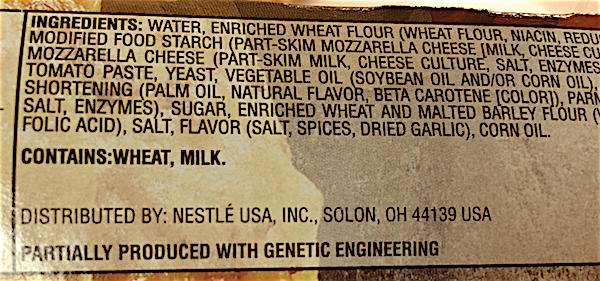 INGREDIENTS: WATER, ENRICHED WHEAT FLOUR (WHEAT FLOUR, NIACIN, REDU
MODIFIED FOOD STARCH (PART-SKIM MOZZARELLA CHEESE [MILK, CHEESE CU
MOZZARELLA CHEESE (PART-SKIM MILK, CHEESE CULTURE, SALT, ENZYMES
TOMATO PASTE, YEAST, VEGETABLE OIL (SOYBEAN OIL AND/OR CORN OIL),
SHORTENING (PALM OIL, NATURAL FLAVOR, BETA CAROTENE [COLOR]), PARM
SALT, ENZYMES), SUGAR, ENRICHED WHEAT AND MALTED BARLEY FLOUR (
FOLIC ACID), SALT, FLAVOR (SALT, SPICES, DRIED GARLIC), CORN OIL.
CONTAINS:WHEAT, MILK.
DISTRIBUTED BY: NESTLÉ USA, INC., SOLON, OH 44139 USA
PARTIALLY PRODUCED WITH GENETIC ENGINEERING